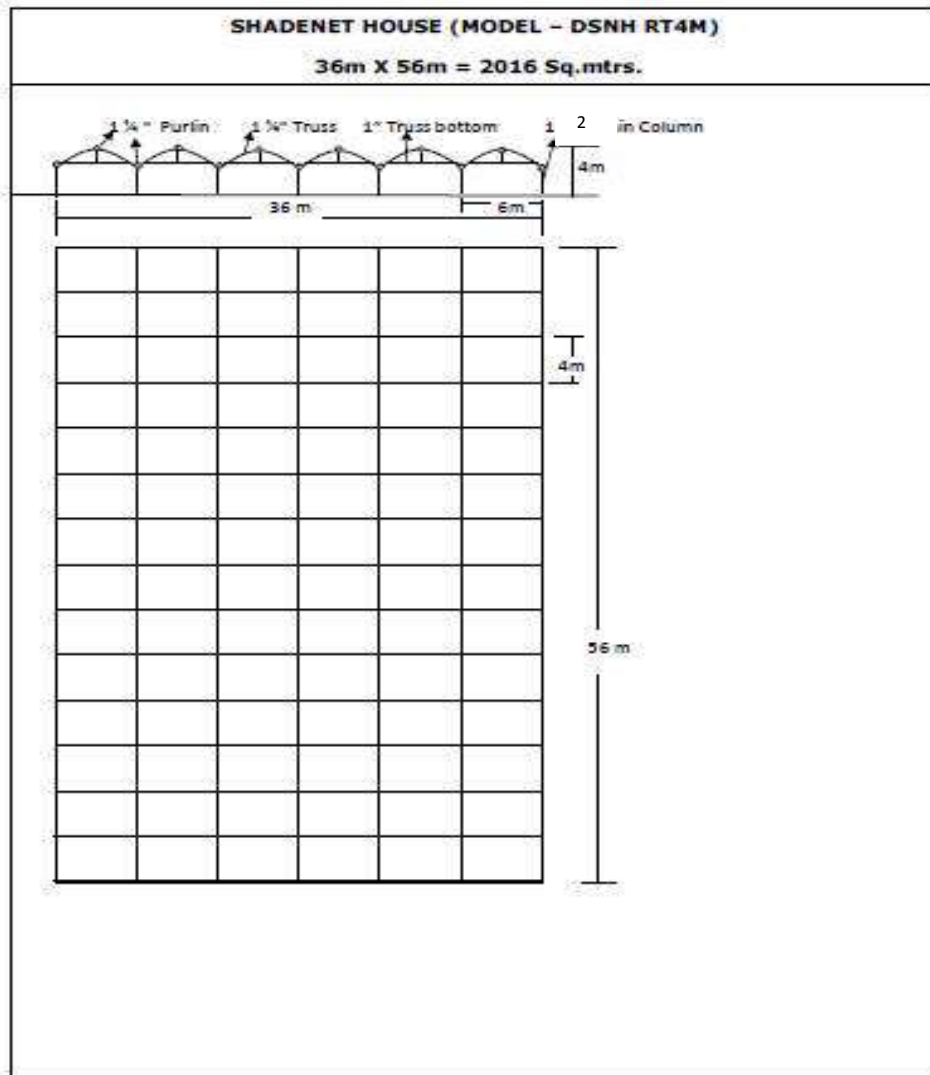 SHADENET HOUSE (MODEL – DSNH RT4M)
36m X 56m = 2016 Sq.mtrs.
1 ¼" Purlin 1 ¼" Truss 1" Truss bottom 1 2 in Column
4m
36 m 6m
4m
56 m